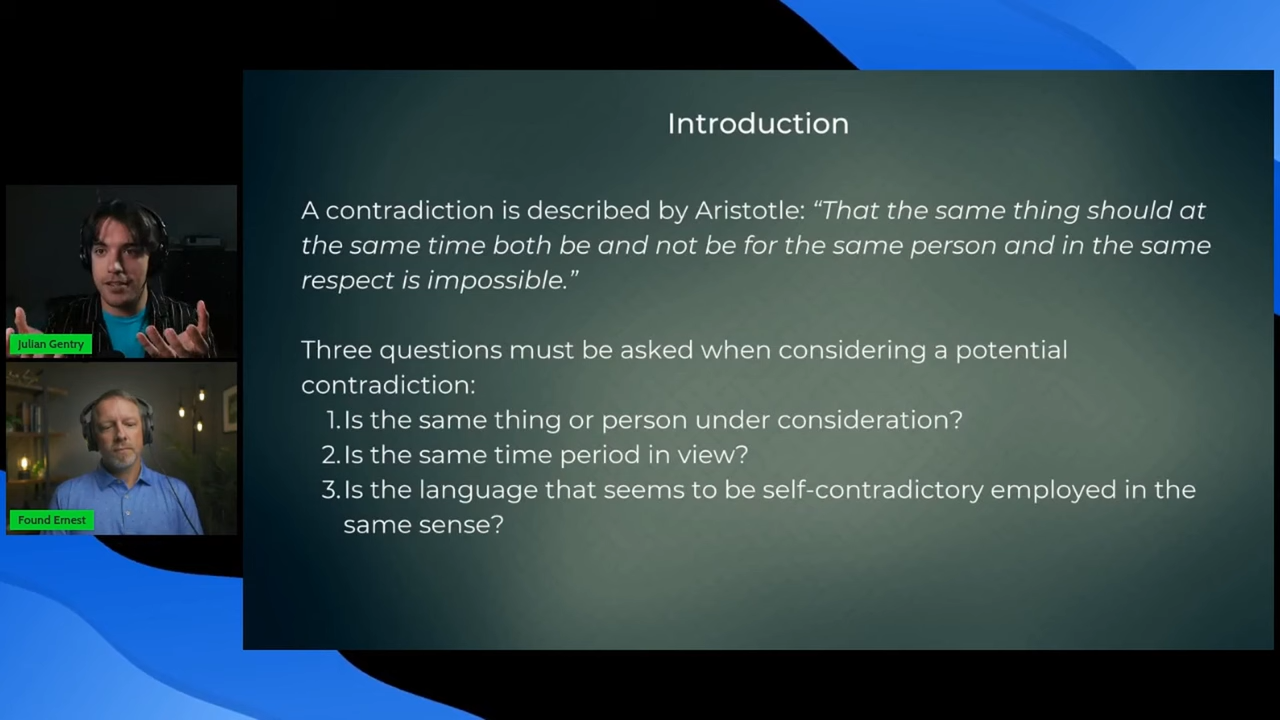 Introduction
A contradiction is described by Aristotle: “That the same thing should at
the same time both be and not be for the same person and in the same
respect is impossible.”
Three questions must be asked when considering a potential
contradiction:
1. Is the same thing or person under consideration?
2. Is the same time period in view?
3. Is the language that seems to be self-contradictory employed in the
same sense?
Julian Gentry
Found Ernest